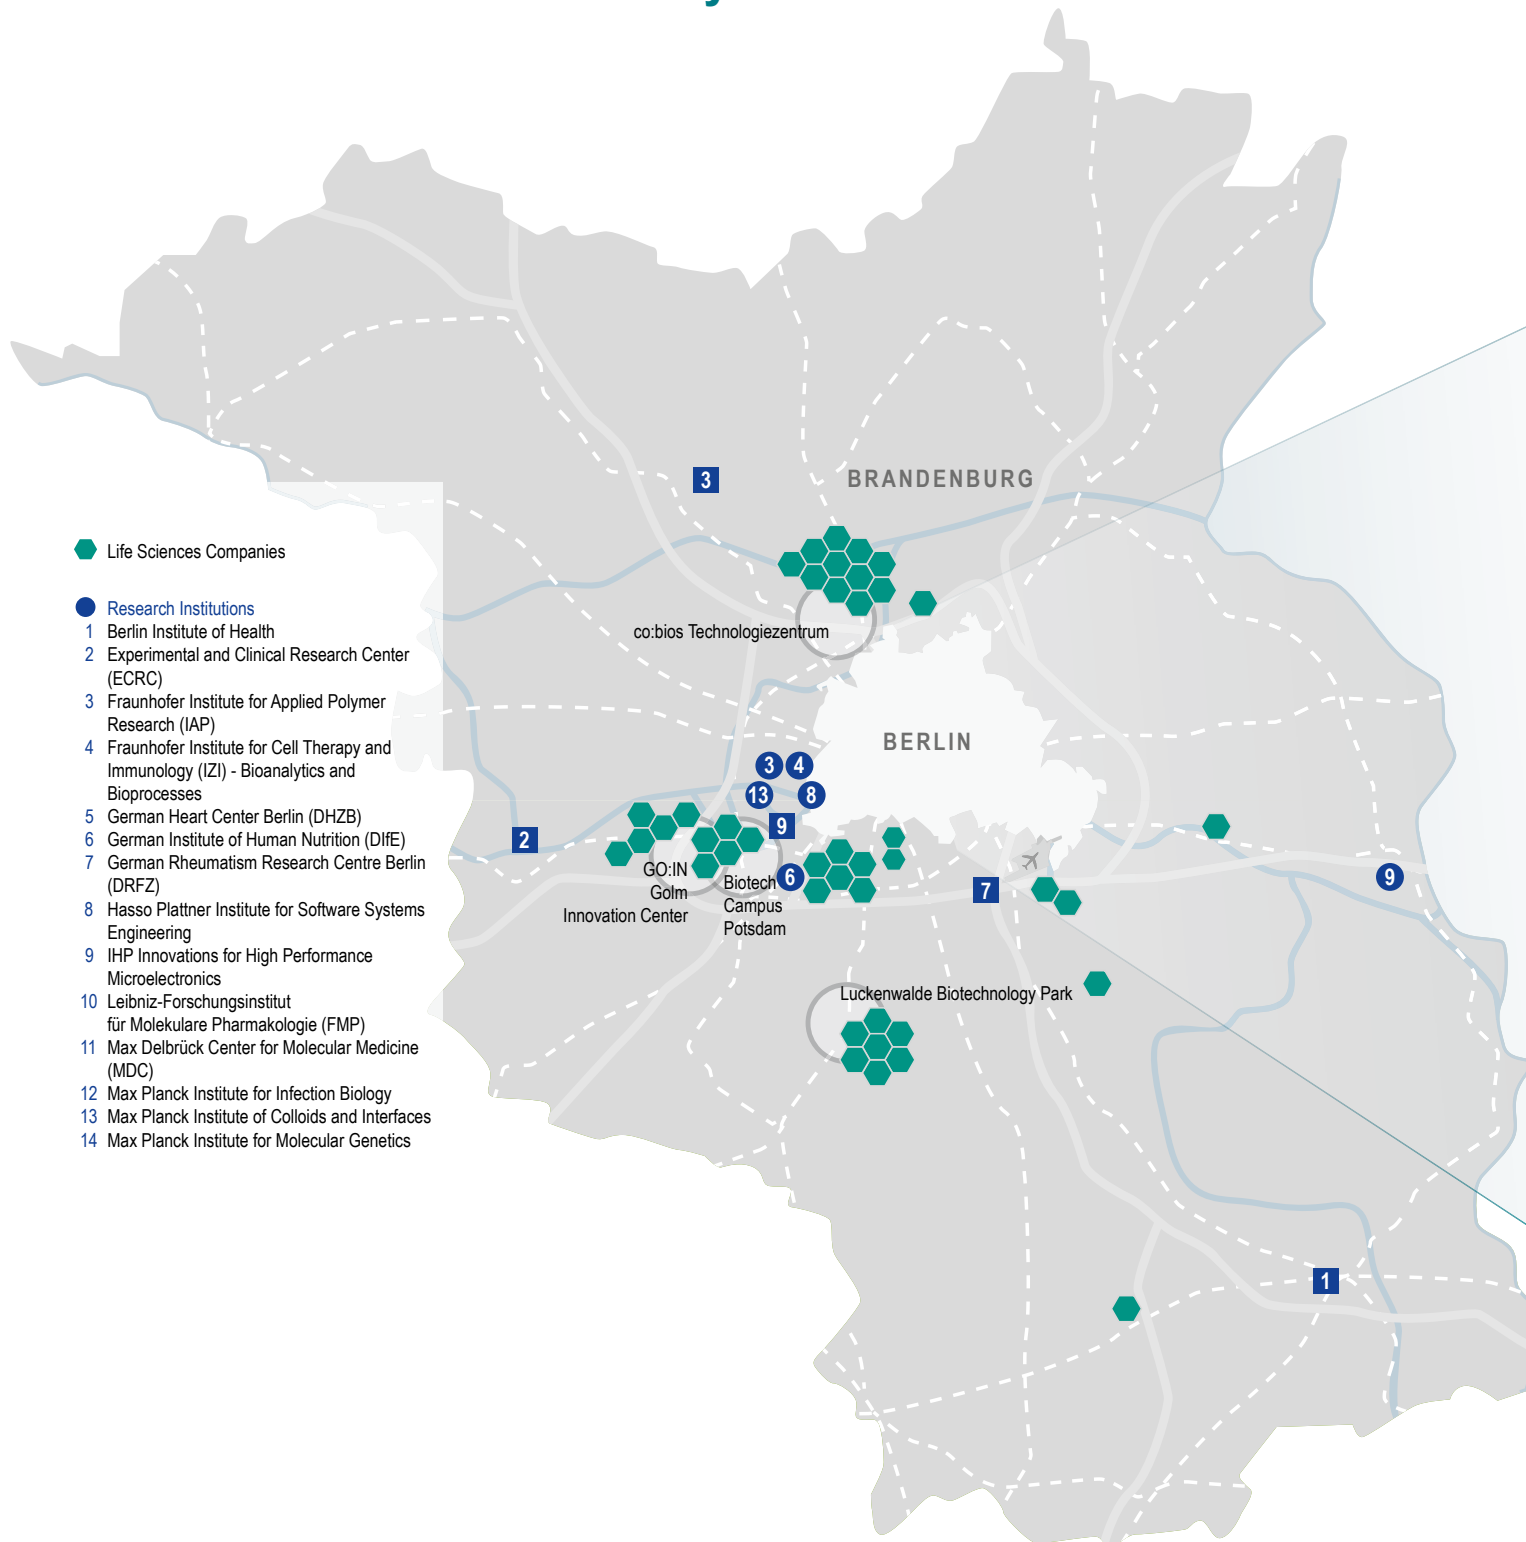 3
BRANDENBURG
Life Sciences Companies
Research Institutions
1 Berlin Institute of Health
2 Experimental and Clinical Research Center
(ECRC)
3 Fraunhofer Institute for Applied Polymer
Research (IAP)
4 Fraunhofer Institute for Cell Therapy and
Immunology (IZI) - Bioanalytics and
Bioprocesses
5 German Heart Center Berlin (DHZB)
6 German Institute of Human Nutrition (DIfE)
7 German Rheumatism Research Centre Berlin
(DRFZ)
8 Hasso Plattner Institute for Software Systems
Engineering
9 IHP Innovations for High Performance
Microelectronics
10 Leibniz-Forschungsinstitut
für Molekulare Pharmakologie (FMP)
11 Max Delbrück Center for Molecular Medicine
(MDC)
12 Max Planck Institute for Infection Biology
13 Max Planck Institute of Colloids and Interfaces
14 Max Planck Institute for Molecular Genetics
co:bios Technologiezentrum
BERLIN
3 4
13 8
9
2
GO:IN
Golm
Innovation Center
Biotech
Campus
Potsdam
6
7
9
Luckenwalde Biotechnology Park
1